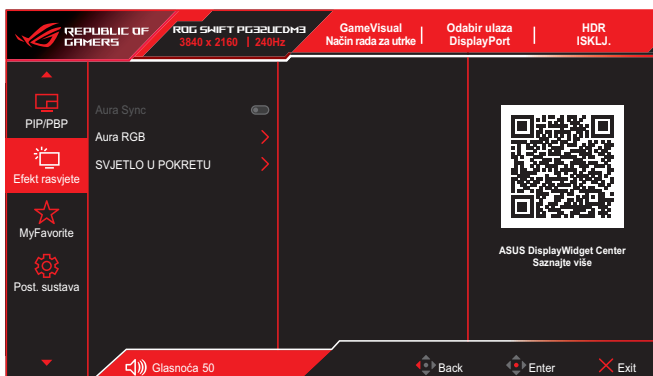 REPUBLIC OF
GAMERS
ROG SWIFT PG32UCDM3
3840 x 2160 | 240Hz
GameVisual
Način rada za utrke
Odabir ulaza
DisplayPort
HDR
ISKLJ.
PIP/PBP
Efekt rasvjete
MyFavorite
Post. sustava
Aura Sync
Aura RGB
SVJETLO U POKRETU
ASUS DisplayWidget Center
Saznajte više
Glasnoća 50
Back
Enter
Exit